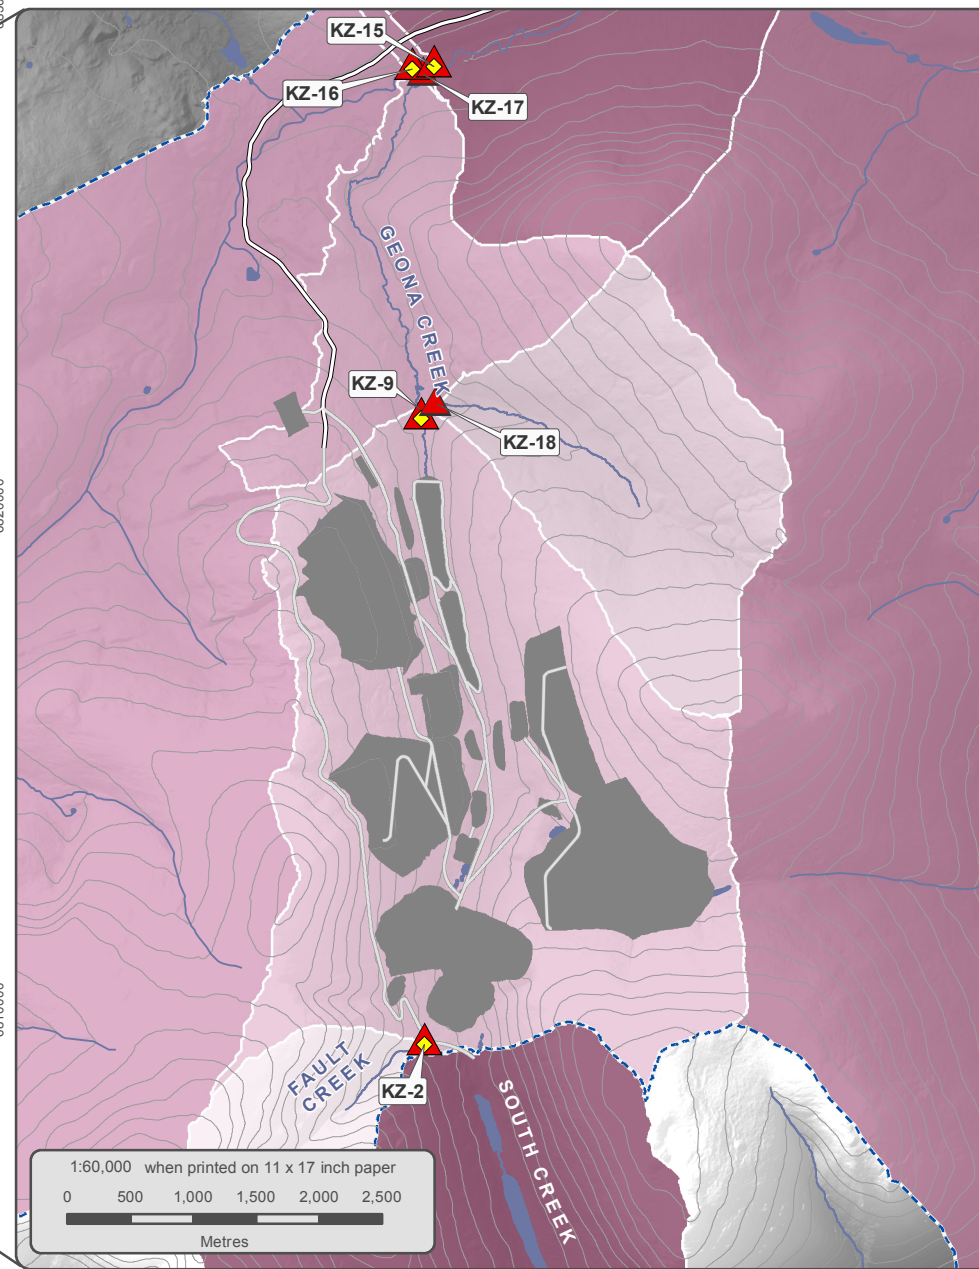 KZ-15
KZ-16
KZ-17
GEONA CREEK
KZ-9
KZ-18
FAULT
CREEK
KZ-2
SOUTH CREEK
1:60,000 when printed on 11 x 17 inch paper
0 500 1,000 1,500 2,000 2,500
Metres